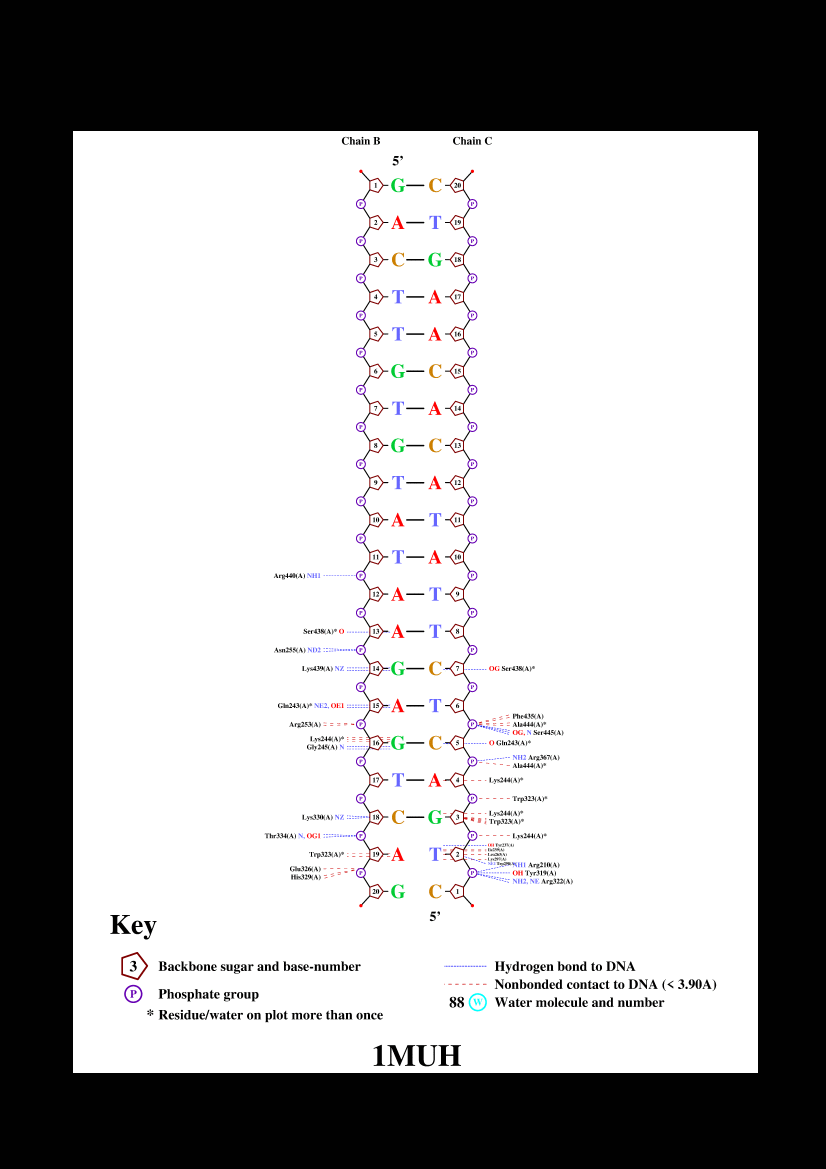 Chain B Chain C
5’
1 G C 20
P P
2 A T 19
P P
3 C G 18
P P
4 T A 17
P P
5 T A 16
P P
6 G C 15
P P
7 T A 14
P P
8 G C 13
P P
9 T A 12
P P
10 A T 11
P P
11 T A 10
Arg440(A) NH1 P P
12 A T 9
P P
Ser438(A)* O 13 A T 8
Asn255(A) ND2 P P
Lys439(A) NZ 14 G C 7 OG Ser438(A)*
P P
Gln243(A)* NE2, OE1 15 A T 6
Phe435(A)
Arg253(A) P P Ala444(A)*
OG, N Ser445(A)
Lys244(A)*
16 G C 5 O Gln243(A)*
Gly245(A) N
P P NH2 Arg367(A)
Ala444(A)*
17 T A 4 Lys244(A)*
P P Trp323(A)*
Lys244(A)*
Lys330(A) NZ 18 C G 3
Trp323(A)*
Thr334(A) N, OG1 P P Lys244(A)*
OH Tyr237(A)
Trp323(A)* 19 A T 2
NH1 Arg210(A)
Glu326(A)
P P OH Tyr319(A)
His329(A)
NH2, NE Arg322(A)
20 G C 1
5’
Key
3 Backbone sugar and base-number
P Phosphate group
* Residue/water on plot more than once
Hydrogen bond to DNA
Nonbonded contact to DNA (< 3.90A)
88 W Water molecule and number
1MUH